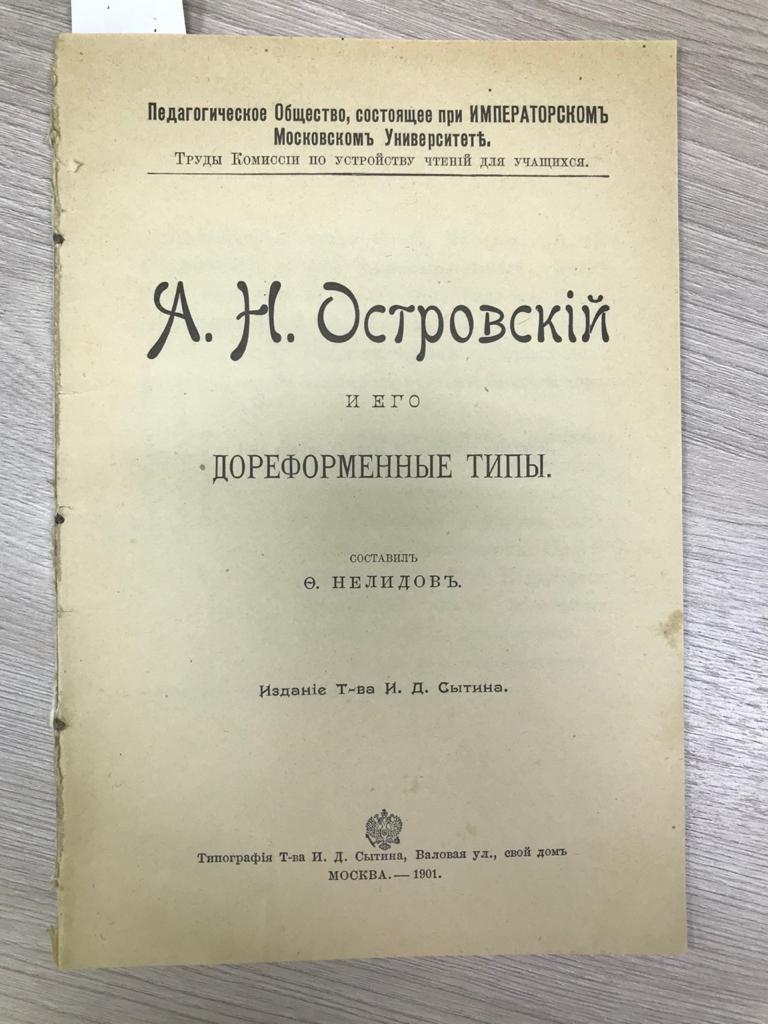 Педагогическое Общество, состоящее при ИМПЕРАТОРСКОМЪ
Московскомъ Университетѣ.
Труды Комиссіи по устройству чтеній для учащихся.
А. Н. Островскій
И ЕГО
ДОРЕФОРМЕННЫЕ ТИПЫ.
СОСТАВИЛЪ
Ѳ. НЕЛИДОВЪ.
Изданіе Т-ва И. Д. Сытина.
Типографія Т-ва И. Д. Сытина, Валовая ул., свой домъ
МОСКВА.—1901.